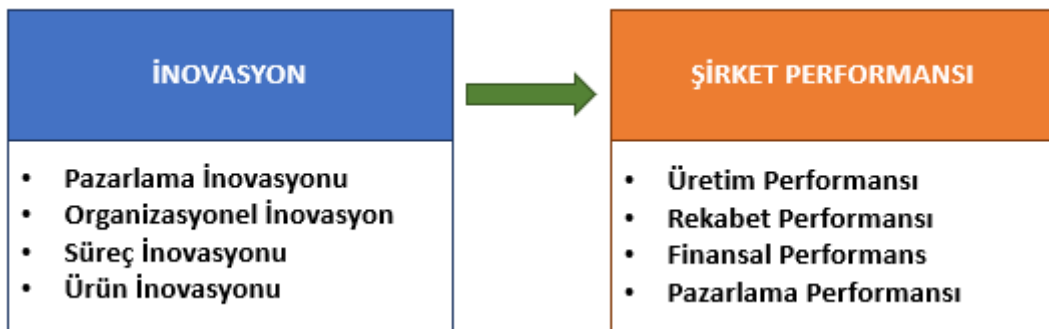 İNOVASYON
• Pazarlama İnovasyonu
• Organizasyonel İnovasyon
• Süreç İnovasyonu
• Ürün İnovasyonu
ŞİRKET PERFORMANSI
• Üretim Performansı
• Rekabet Performansı
• Finansal Performans
• Pazarlama Performansı